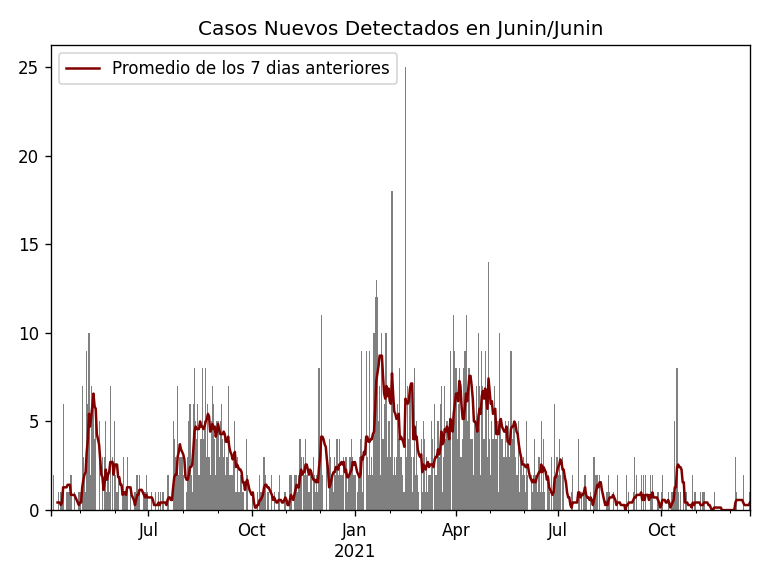 Casos Nuevos Detectados en Junin/Junin
Promedio de los 7 dias anteriores
25
20
15
10
5
0
Jul
Oct
Jan
2021
Apr
Jul
Oct